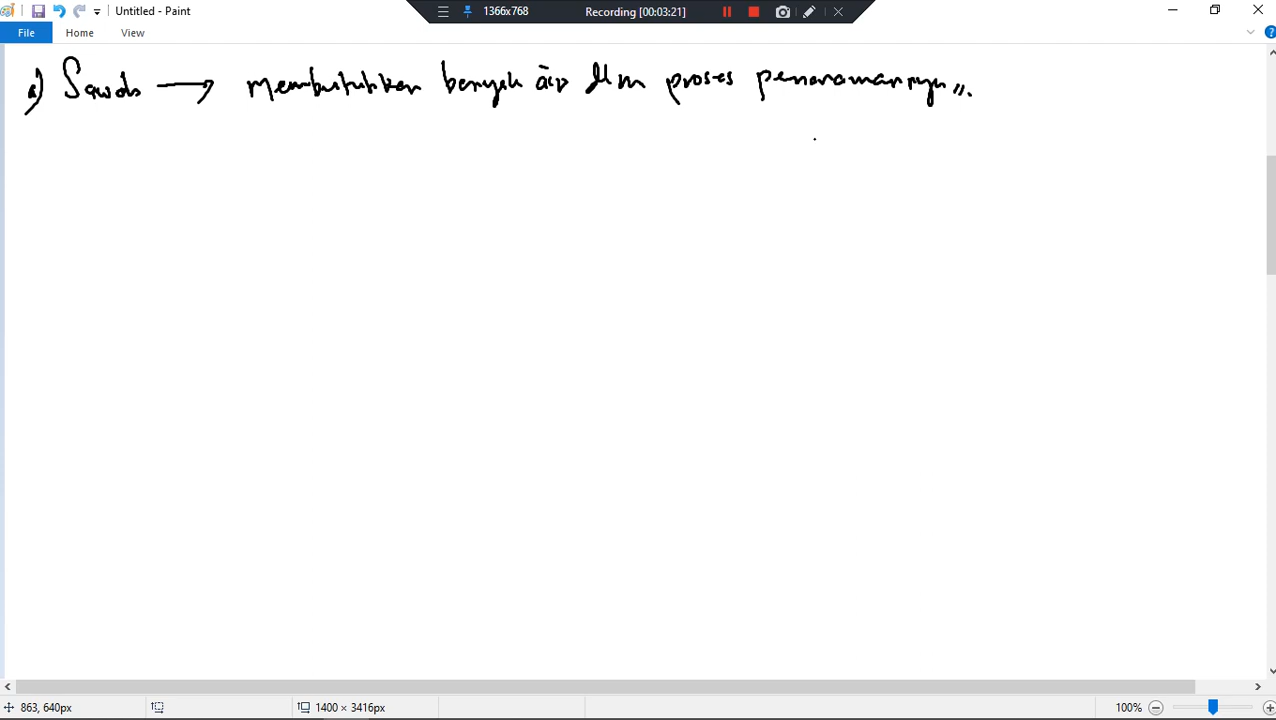 Untitled - Paint
1366x768
Recording [00:03:21]
File
Home
View
a) Sawah → membutuhkan banyak air dlm proses penanamannya //.
863, 640px
1400 × 3416px
100%